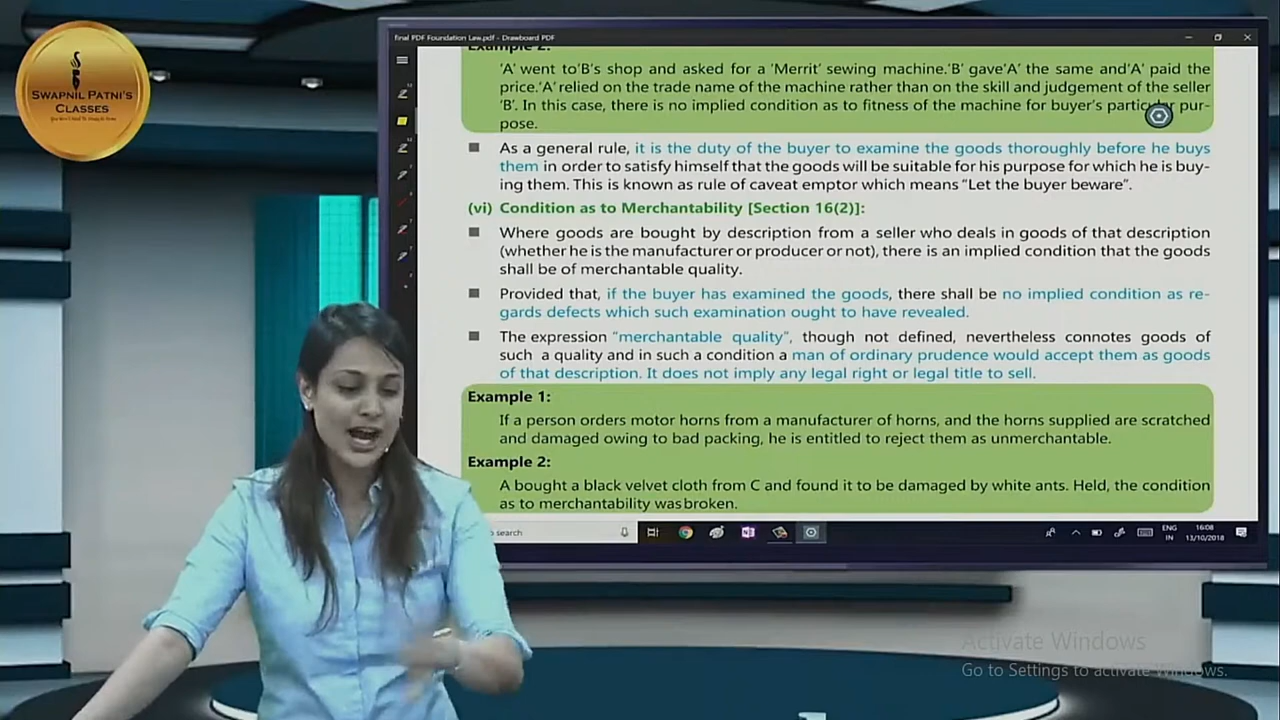 SWAPNIL PATNI'S
CLASSES
final PDF Foundation Law.pdf - Drawboard PDF
Example 2:
'A' went to 'B's shop and asked for a 'Merrit' sewing machine. 'B' gave 'A' the same and 'A' paid the
price. 'A' relied on the trade name of the machine rather than on the skill and judgement of the seller
'B'. In this case, there is no implied condition as to fitness of the machine for buyer's particular pur-
pose.
■ As a general rule, it is the duty of the buyer to examine the goods thoroughly before he buys
them in order to satisfy himself that the goods will be suitable for his purpose for which he is buy-
ing them. This is known as rule of caveat emptor which means "Let the buyer beware".
(vi) Condition as to Merchantability [Section 16(2)]:
■ Where goods are bought by description from a seller who deals in goods of that description
(whether he is the manufacturer or producer or not), there is an implied condition that the goods
shall be of merchantable quality.
■ Provided that, if the buyer has examined the goods, there shall be no implied condition as re-
gards defects which such examination ought to have revealed.
■ The expression "merchantable quality", though not defined, nevertheless connotes goods of
such a quality and in such a condition a man of ordinary prudence would accept them as goods
of that description. It does not imply any legal right or legal title to sell.
Example 1:
If a person orders motor horns from a manufacturer of horns, and the horns supplied are scratched
and damaged owing to bad packing, he is entitled to reject them as unmerchantable.
Example 2:
A bought a black velvet cloth from C and found it to be damaged by white ants. Held, the condition
as to merchantability was broken.
search
ENG
IN
16:08
13/10/2018
Activate Windows
Go to Settings to activate Windows.